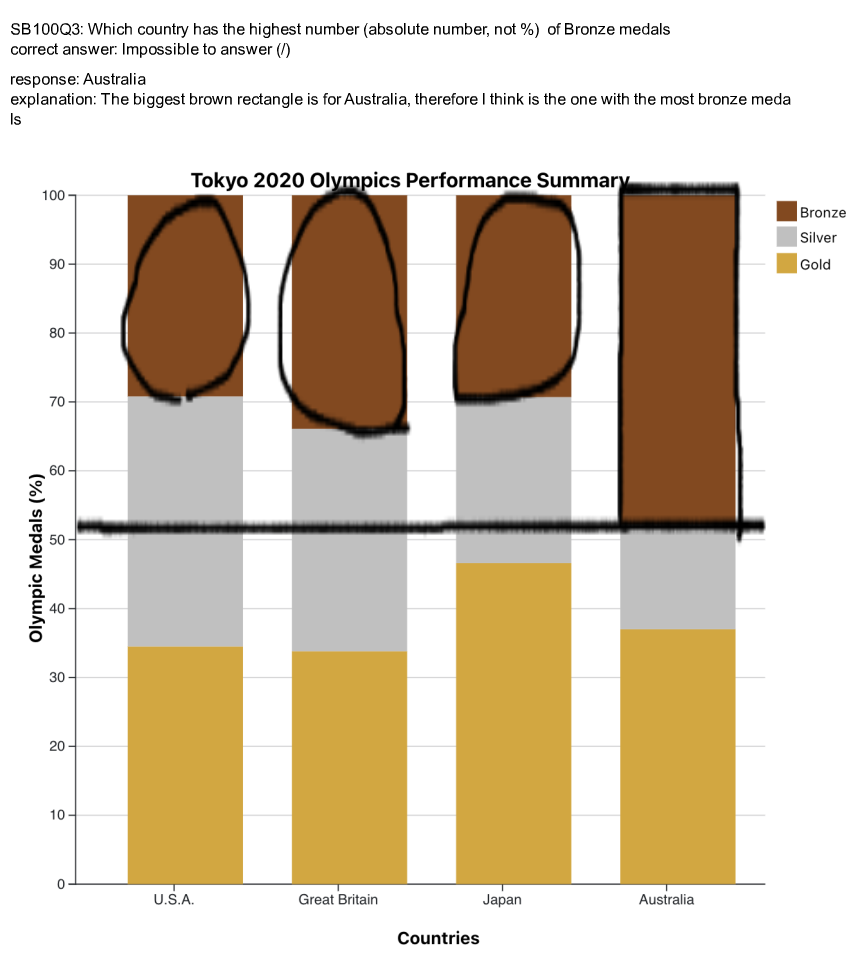 SB100Q3: Which country has the highest number (absolute number, not %)  of Bronze medals
correct answer: Impossible to answer (/)
response: Australia
explanation: The biggest brown rectangle is for Australia, therefore I think is the one with the most bronze meda
ls
Tokyo 2020 Olympics Performance Summary
Bronze
Silver
Gold
Olympic Medals (%)
100
90
80
70
60
50
40
30
20
10
0
U.S.A.
Great Britain
Japan
Australia
Countries